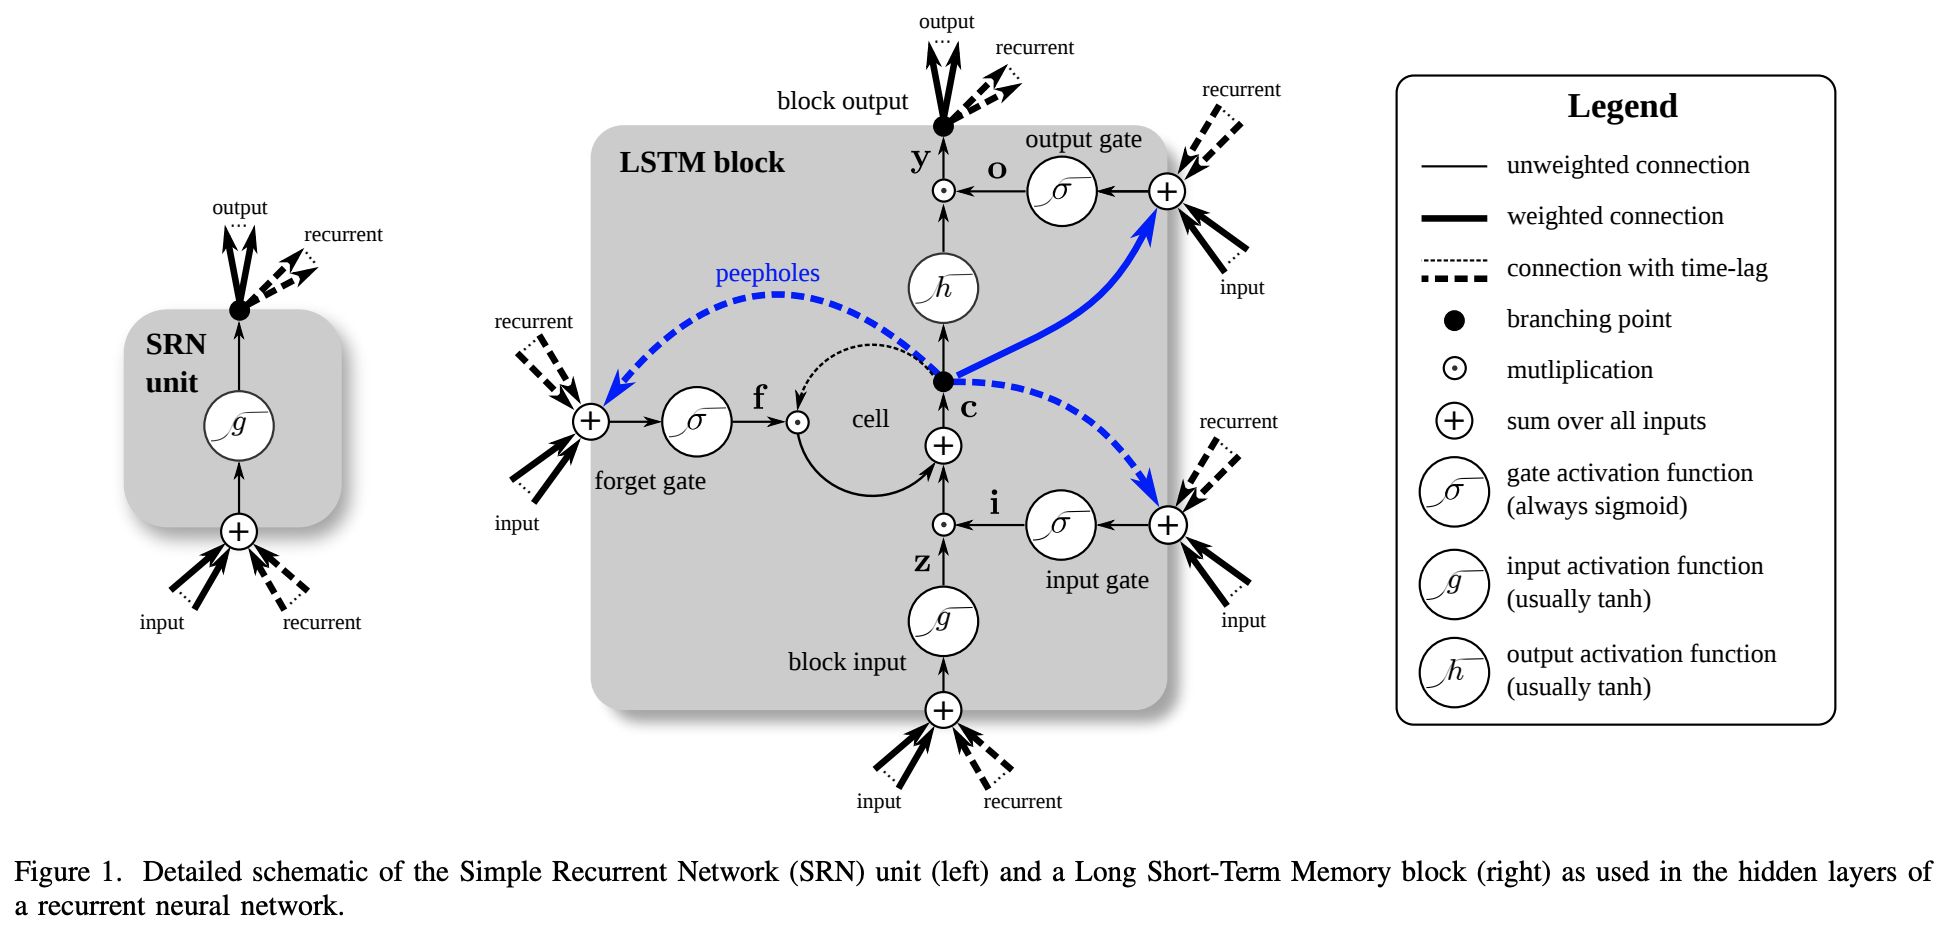 output
recurrent
SRN
unit
g
+
input
recurrent
output
recurrent
block output
LSTM block
y
output gate
o
σ
+
recurrent
input
h
peepholes
recurrent
+
σ
f
cell
c
+
forget gate
input
recurrent
i
σ
+
z
input gate
input
g
block input
+
input
recurrent
Legend
unweighted connection
weighted connection
connection with time-lag
branching point
mutliplication
+
sum over all inputs
σ
gate activation function
(always sigmoid)
g
input activation function
(usually tanh)
h
output activation function
(usually tanh)
Figure 1. Detailed schematic of the Simple Recurrent Network (SRN) unit (left) and a Long Short-Term Memory block (right) as used in the hidden layers of
a recurrent neural network.